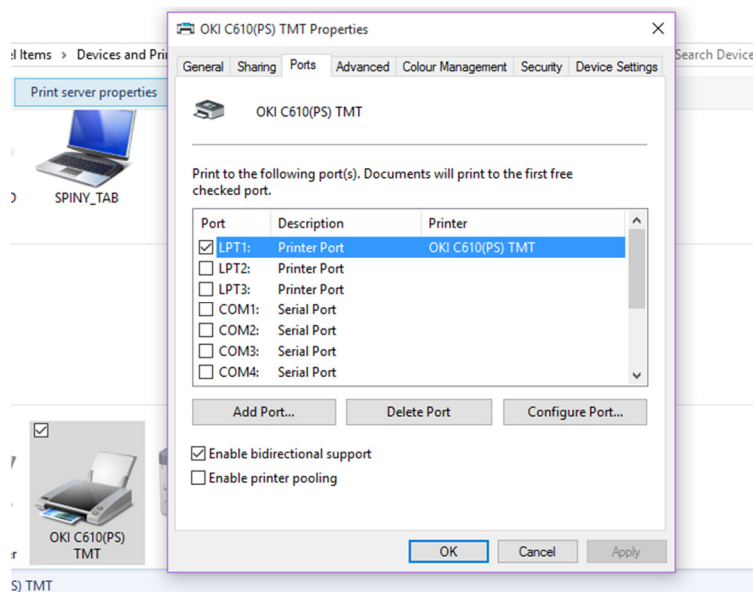 OKI C610(PS) TMT Properties
el Items > Devices and Pri
Search Device
General Sharing Ports Advanced Colour Management Security Device Settings
Print server properties
OKI C610(PS) TMT
SPINY_TAB
Print to the following port(s). Documents will print to the first free
checked port.
Port Description Printer
LPT1: Printer Port OKI C610(PS) TMT
LPT2: Printer Port
LPT3: Printer Port
COM1: Serial Port
COM2: Serial Port
COM3: Serial Port
COM4: Serial Port
Add Port... Delete Port Configure Port...
Enable bidirectional support
Enable printer pooling
OKI C610(PS)
TMT
OK Cancel Apply
S) TMT